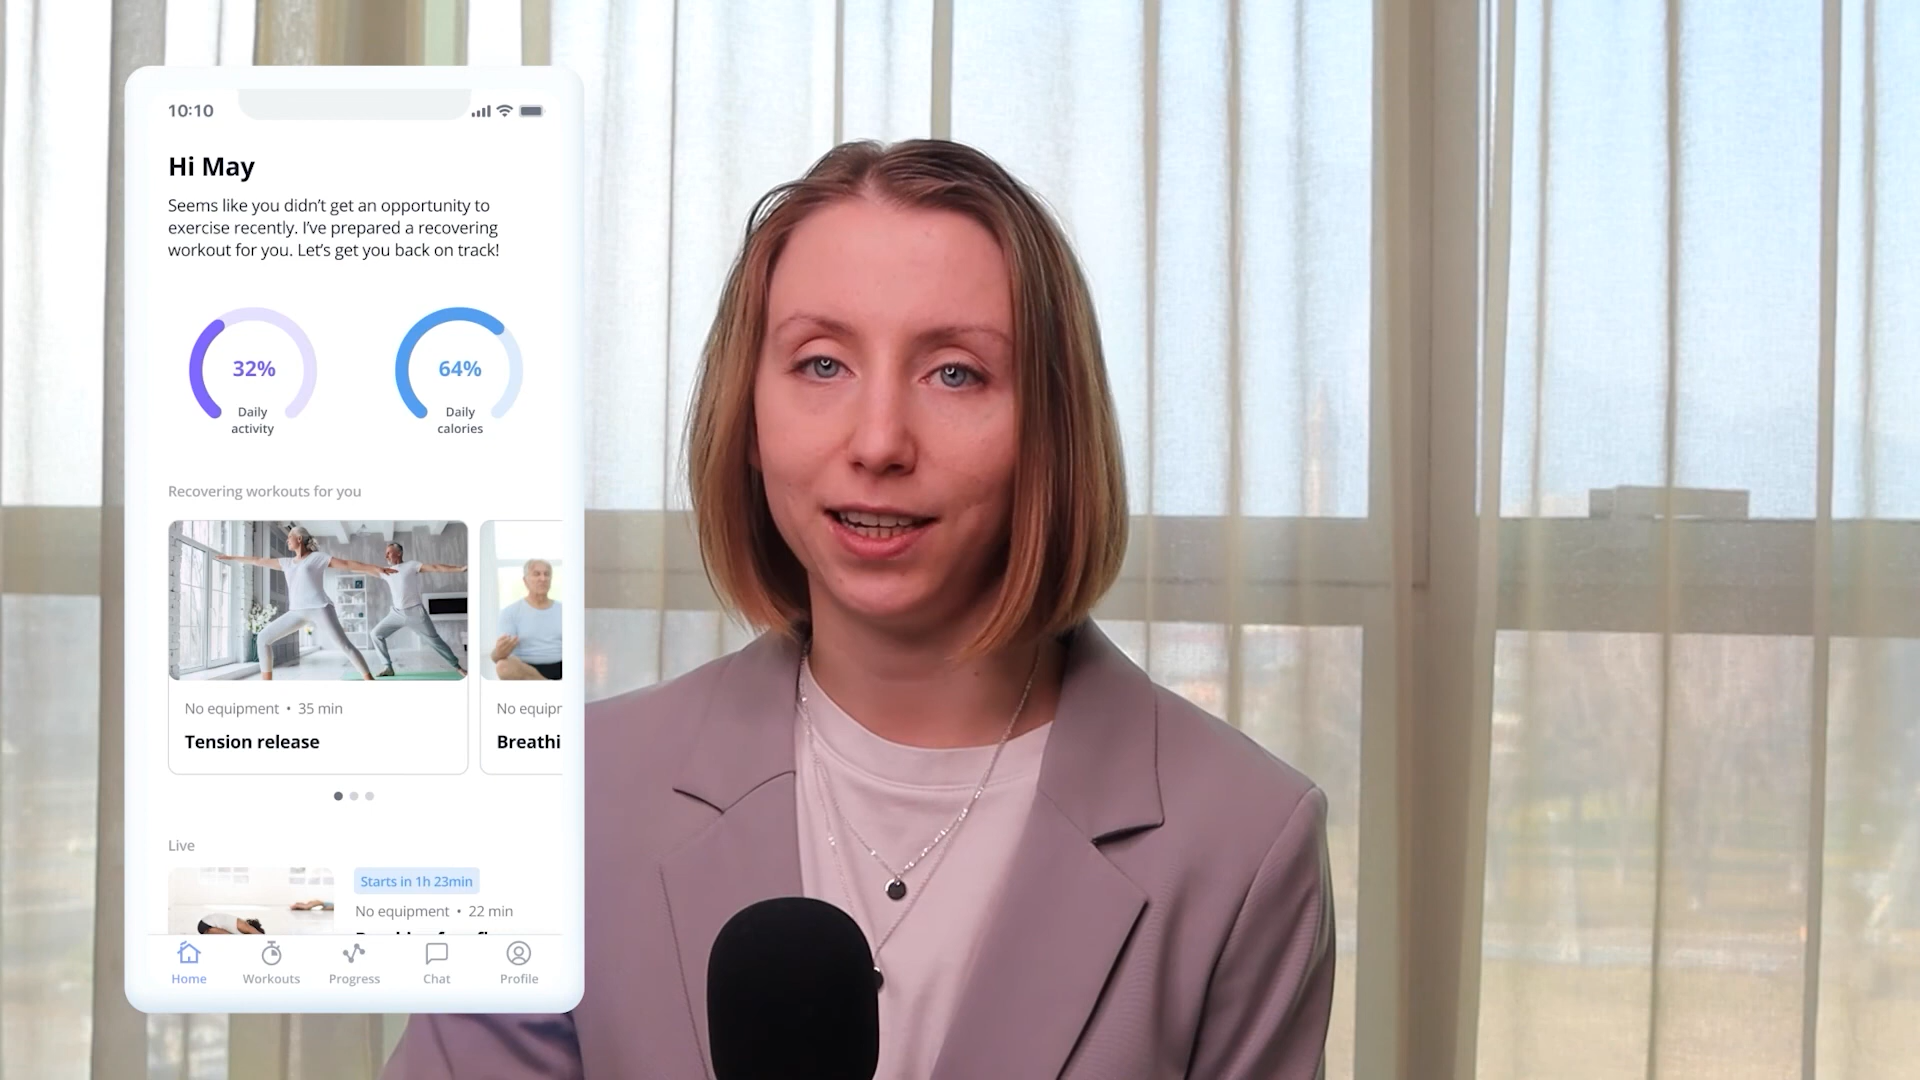 10:10
Hi May
Seems like you didn't get an opportunity to
exercise recently. I've prepared a recovering
workout for you. Let's get you back on track!
32%
Daily
activity
64%
Daily
calories
Recovering workouts for you
No equipment • 35 min
Tension release
No equipr
Breathi
Live
Starts in 1h 23min
No equipment • 22 min
Home
Workouts
Progress
Chat
Profile